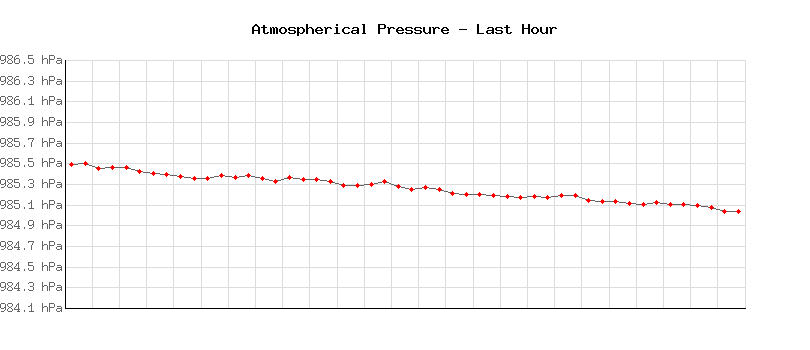 Atmospherical Pressure - Last Hour
986.5 hPa
986.3 hPa
986.1 hPa
985.9 hPa
985.7 hPa
985.5 hPa
985.3 hPa
985.1 hPa
984.9 hPa
984.7 hPa
984.5 hPa
984.3 hPa
984.1 hPa